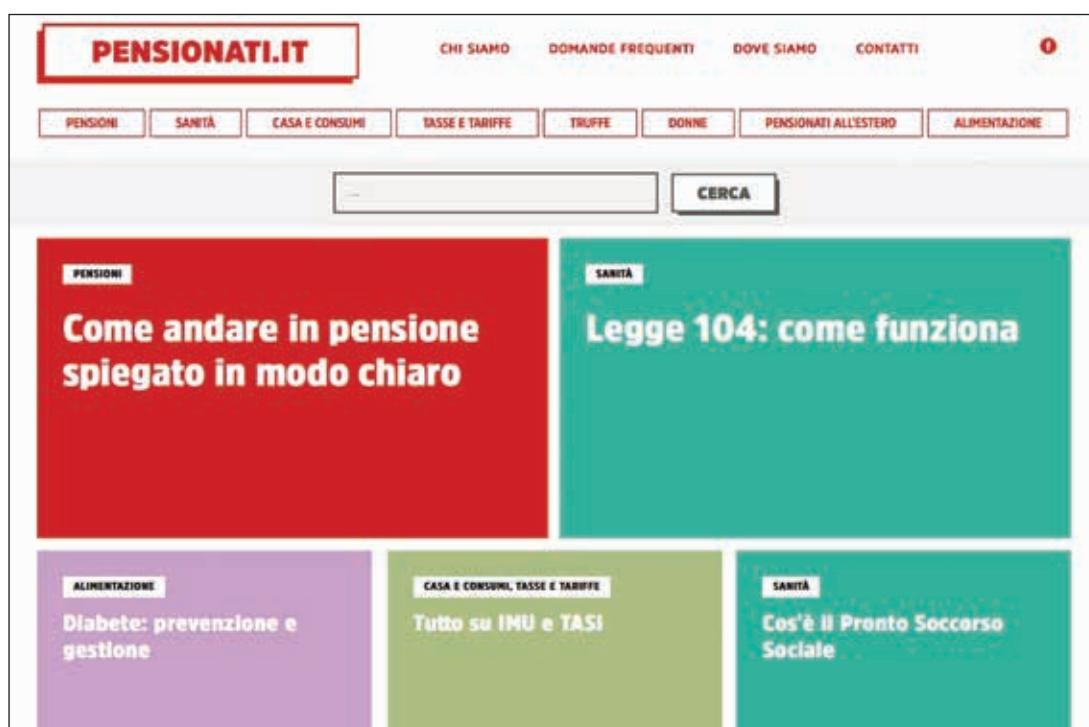 PENSIONATI.IT
CHI SIAMO DOMANDE FREQUENTI DOVE SIAMO CONTATTI
PENSIONI SANITÀ CASA E CONSUMI TASSE E TARIFFE TRUFFE DONNE PENSIONATI ALL'ESTERO ALIMENTAZIONE
... CERCA
PENSIONI
Come andare in pensione
spiegato in modo chiaro
SANITÀ
Legge 104: come funziona
ALIMENTAZIONE
Diabete: prevenzione e
gestione
CASA E CONSUMI, TASSE E TARIFFE
Tutto su IMU e TASI
SANITÀ
Cos'è il Pronto Soccorso
Sociale